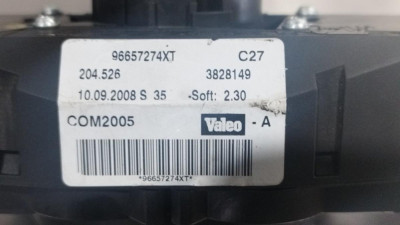 96657274XT C27
204.526 3828149
10.09.2008 S 35 -Soft: 2.30
COM2005 Valeo - A
*96657274XT*